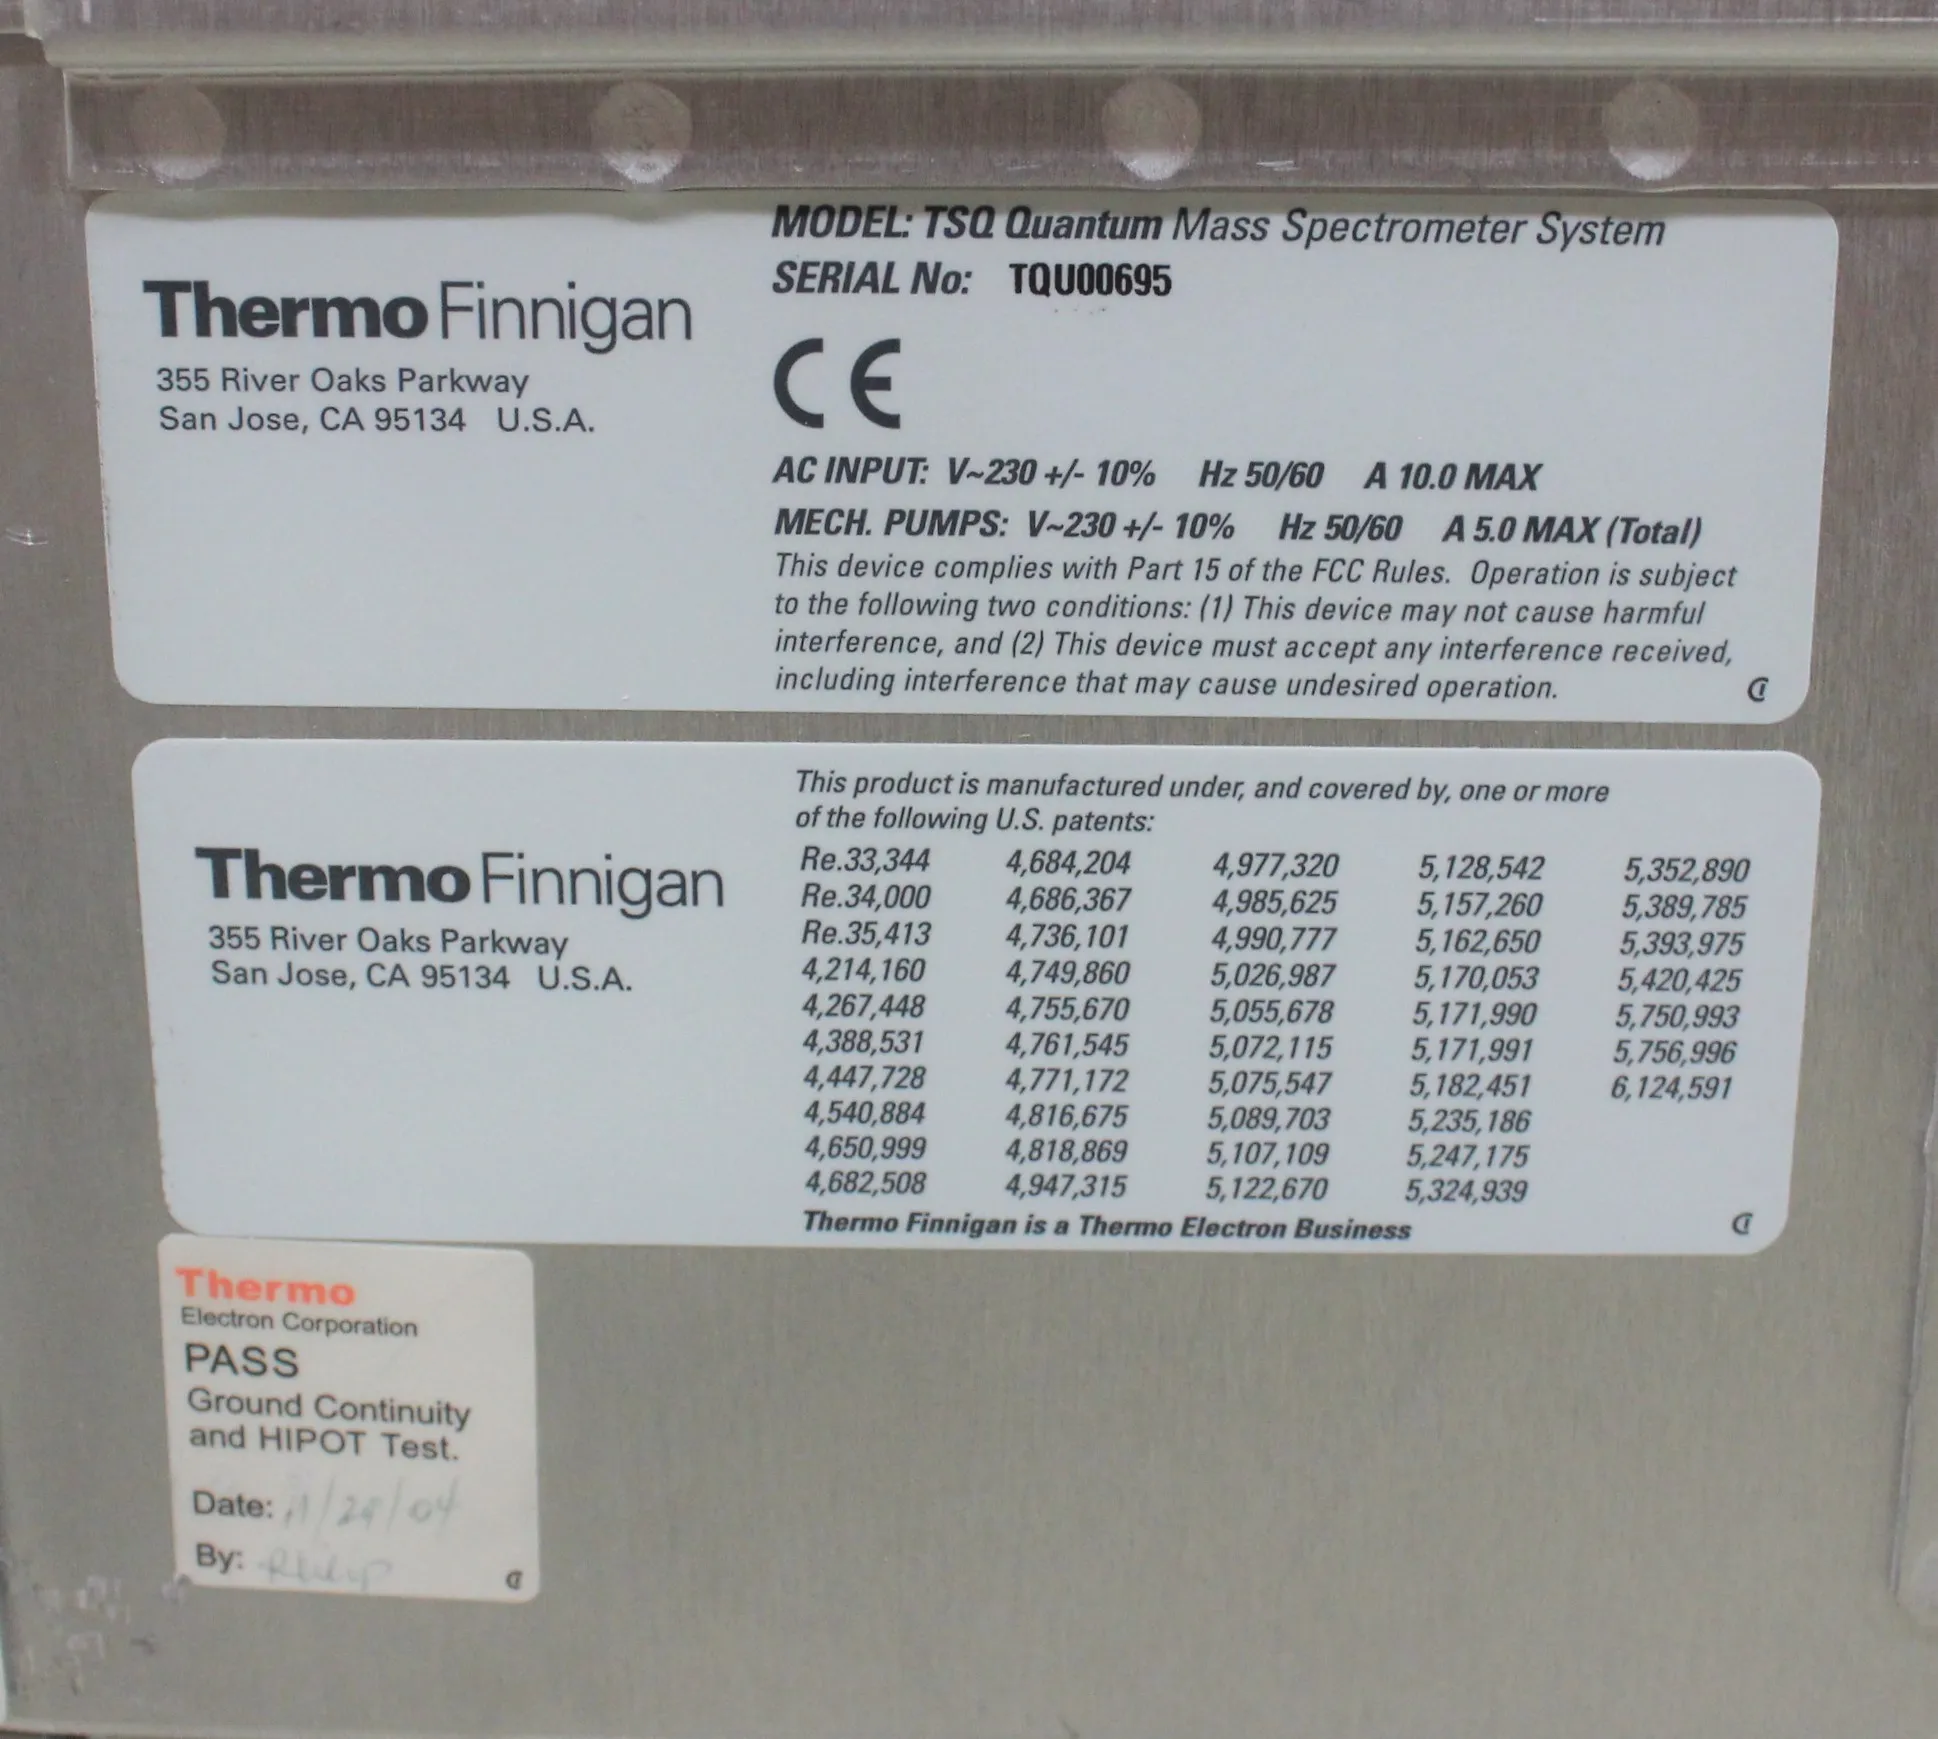 Thermo Finnigan
355 River Oaks Parkway
San Jose, CA 95134 U.S.A.
MODEL: TSQ Quantum Mass Spectrometer System
SERIAL No: TQU00695
CE
AC INPUT: V~230 +/- 10% Hz 50/60 A 10.0 MAX
MECH. PUMPS: V~230 +/- 10% Hz 50/60 A 5.0 MAX (Total)
This device complies with Part 15 of the FCC Rules. Operation is subject
to the following two conditions: (1) This device may not cause harmful
interference, and (2) This device must accept any interference received,
including interference that may cause undesired operation.
Thermo Finnigan
355 River Oaks Parkway
San Jose, CA 95134 U.S.A.
This product is manufactured under, and covered by, one or more
of the following U.S. patents:
Re.33,344 4,684,204 4,977,320 5,128,542 5,352,890
Re.34,000 4,686,367 4,985,625 5,157,260 5,389,785
Re.35,413 4,736,101 4,990,777 5,162,650 5,393,975
4,214,160 4,749,860 5,026,987 5,170,053 5,420,425
4,267,448 4,755,670 5,055,678 5,171,990 5,750,993
4,388,531 4,761,545 5,072,115 5,171,991 5,756,996
4,447,728 4,771,172 5,075,547 5,182,451 6,124,591
4,540,884 4,816,675 5,089,703 5,235,186
4,650,999 4,818,869 5,107,109 5,247,175
4,682,508 4,947,315 5,122,670 5,324,939
Thermo Finnigan is a Thermo Electron Business
Thermo
Electron Corporation
PASS
Ground Continuity
and HIPOT Test.
Date:
By: